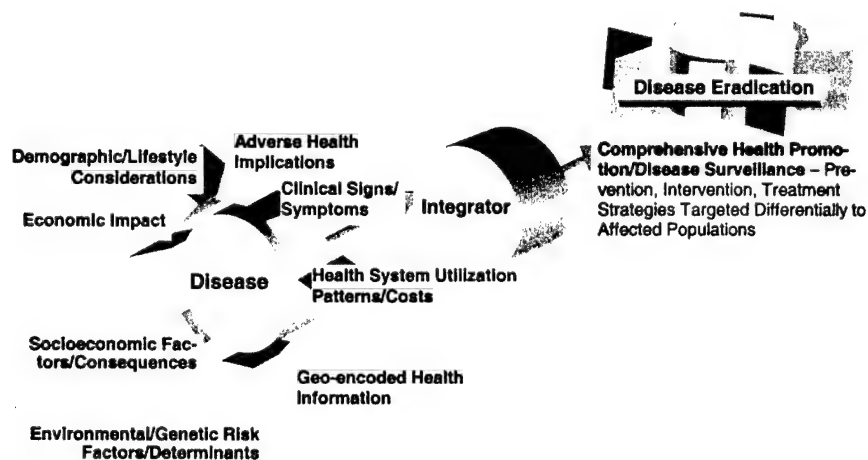 Disease Eradication
Adverse Health
Implications
Demographic/Lifestyle
Considerations
Clinical Signs/
Symptoms
Economic Impact
Integrator
Comprehensive Health Promo-
tion/Disease Surveillance – Pre-
vention, Intervention, Treatment
Strategies Targeted Differentially to
Affected Populations
Disease
Health System Utilization
Patterns/Costs
Socioeconomic Fac-
tors/Consequences
Geo-encoded Health
Information
Environmental/Genetic Risk
Factors/Determinants